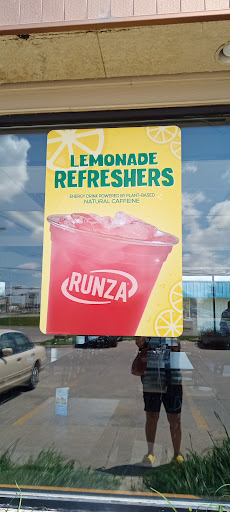 LEMONADE
REFRESHERS
ENERGY DRINK POWERED BY PLANT-BASED
NATURAL CAFFEINE
RUNZA